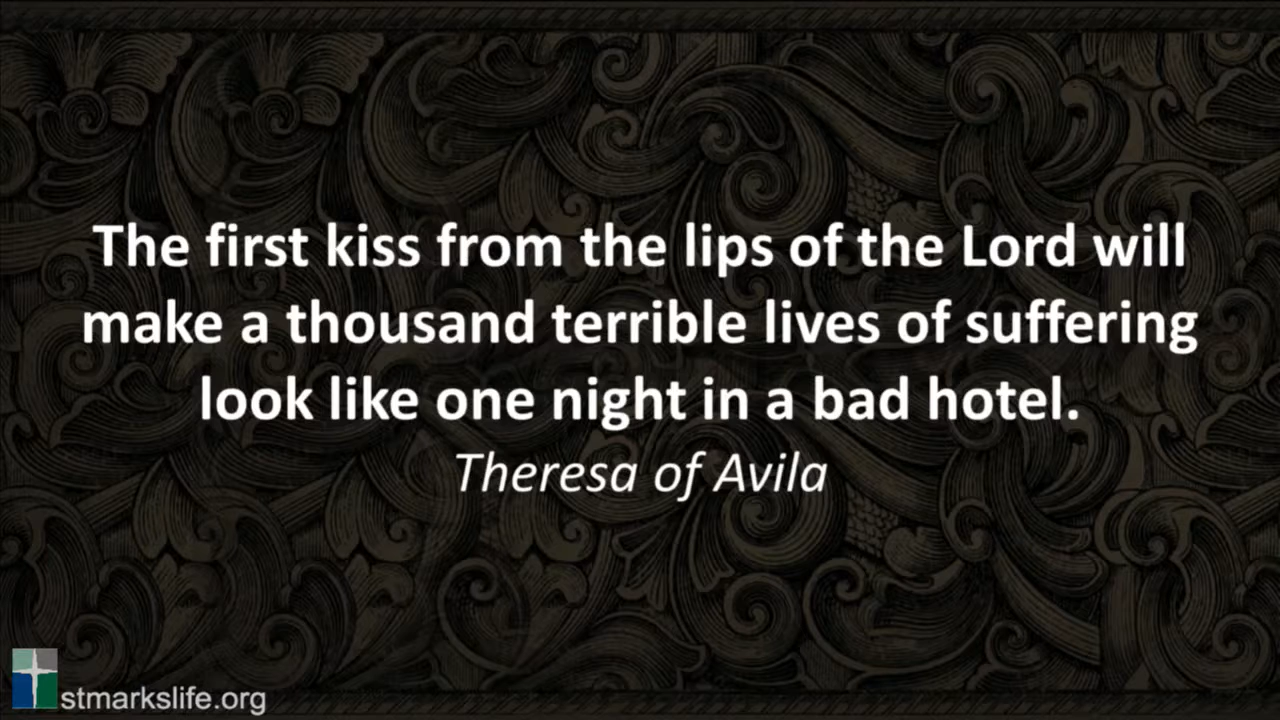 The first kiss from the lips of the Lord will
make a thousand terrible lives of suffering
look like one night in a bad hotel.
Theresa of Avila
stmarkslife.org